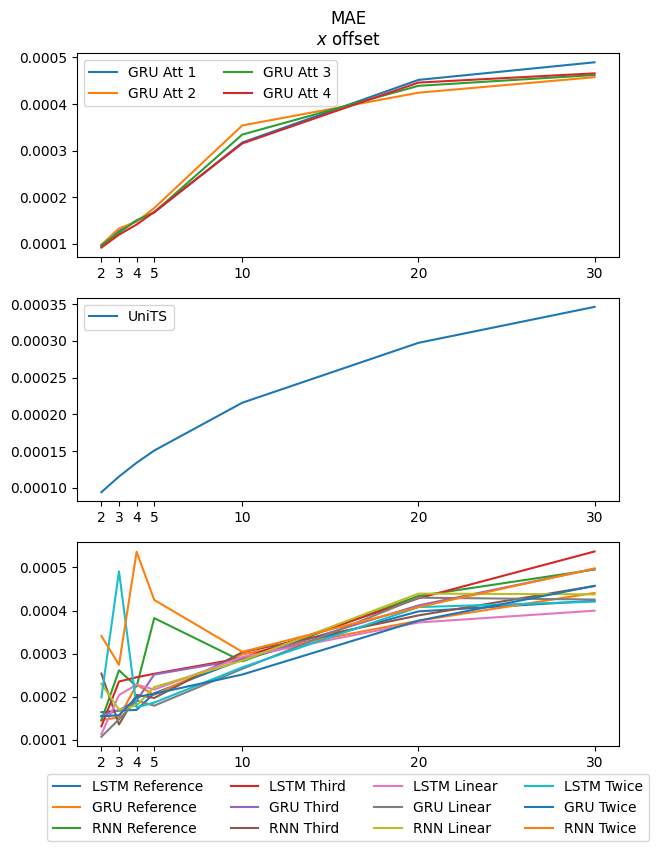 MAE
x offset
0.0005
0.0004
0.0003
0.0002
0.0001
GRU Att 1 GRU Att 3
GRU Att 2 GRU Att 4
2 3 4 5 10 20 30
0.00035
0.00030
0.00025
0.00020
0.00015
0.00010
UniTS
2 3 4 5 10 20 30
0.0005
0.0004
0.0003
0.0002
0.0001
2 3 4 5 10 20 30
LSTM Reference LSTM Third LSTM Linear LSTM Twice
GRU Reference GRU Third GRU Linear GRU Twice
RNN Reference RNN Third RNN Linear RNN Twice